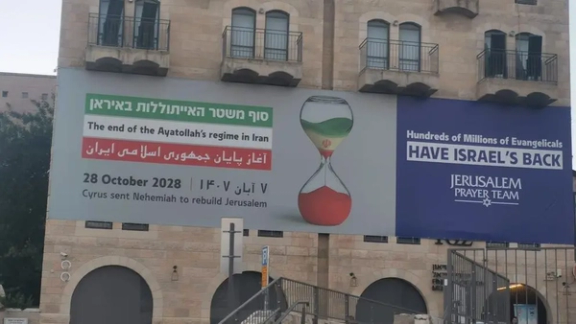 סוף משטר האייתוללות באיראן
The end of the Ayatollah's regime in Iran
آغاز پایان جمهوری اسلامی ایران
28 October 2028 | ۷ آبان ۱۴۰۷
Cyrus sent Nehemiah to rebuild Jerusalem
Hundreds of Millions of Evangelicals
HAVE ISRAEL'S BACK
JERUSALEM
PRAYER TEAM